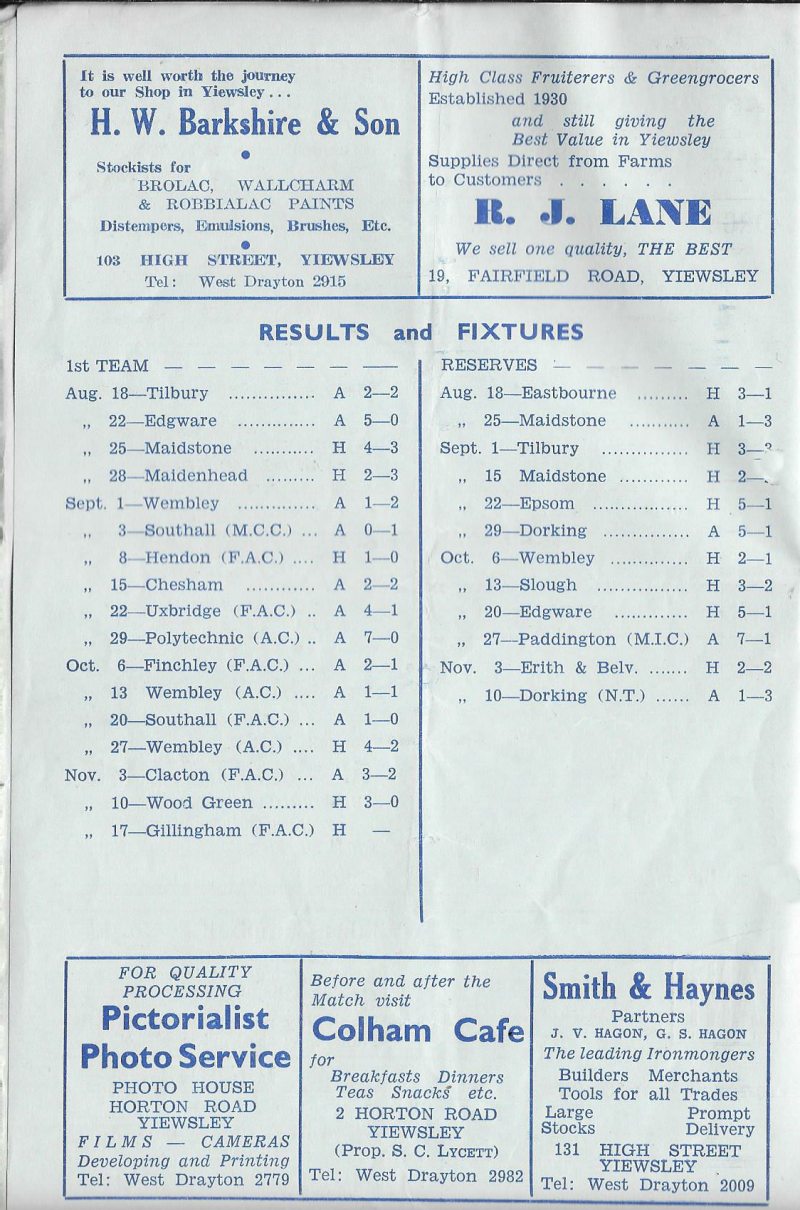 It is well worth the journey
to our Shop in Yiewsley . . .
H. W. Barkshire & Son
Stockists for
BROLAC, WALLCHARM
& ROBBIALAC PAINTS
Distempers, Emulsions, Brushes, Etc.
103 HIGH STREET, YIEWSLEY
Tel: West Drayton 2915
High Class Fruiterers & Greengrocers
Established 1930
and still giving the
Best Value in Yiewsley
Supplies Direct from Farms
to Customers . . . . . .
R. J. LANE
We sell one quality, THE BEST
19, FAIRFIELD ROAD, YIEWSLEY
RESULTS and FIXTURES
1st TEAM — — — — — — ——
Aug. 18—Tilbury ............... A 2—2
„ 22—Edgware .............. A 5—0
„ 25—Maidstone ........... H 4—3
„ 28—Maidenhead ......... H 2—3
Sept. 1—Wembley .............. A 1—2
„ 3—Southall (M.C.C.) ... A 0—1
„ 8—Hendon (F.A.C.) .... H 1—0
„ 15—Chesham ............ A 2—2
„ 22—Uxbridge (F.A.C.) .. A 4—1
„ 29—Polytechnic (A.C.) .. A 7—0
Oct. 6—Finchley (F.A.C.) ... A 2—1
„ 13 Wembley (A.C.) .... A 1—1
„ 20—Southall (F.A.C.) ... A 1—0
„ 27—Wembley (A.C.) .... H 4—2
Nov. 3—Clacton (F.A.C.) ... A 3—2
„ 10—Wood Green ......... H 3—0
„ 17—Gillingham (F.A.C.) H —
RESERVES — — — — — — —
Aug. 18—Eastbourne ......... H 3—1
„ 25—Maidstone ........... A 1—3
Sept. 1—Tilbury ............... H 3—
„ 15 Maidstone ............ H 2—
„ 22—Epsom ................ H 5—1
„ 29—Dorking ............... A 5—1
Oct. 6—Wembley ............. H 2—1
„ 13—Slough ................ H 3—2
„ 20—Edgware ............. H 5—1
„ 27—Paddington (M.I.C.) A 7—1
Nov. 3—Erith & Belv. ....... H 2—2
„ 10—Dorking (N.T.) ...... A 1—3
FOR QUALITY
PROCESSING
Pictorialist
Photo Service
PHOTO HOUSE
HORTON ROAD
YIEWSLEY
FILMS — CAMERAS
Developing and Printing
Tel: West Drayton 2779
Before and after the
Match visit
Colham Cafe
for
Breakfasts Dinners
Teas Snacks etc.
2 HORTON ROAD
YIEWSLEY
(Prop. S. C. LYCETT)
Tel: West Drayton 2982
Smith & Haynes
Partners
J. V. HAGON, G. S. HAGON
The leading Ironmongers
Builders Merchants
Tools for all Trades
Large Prompt
Stocks Delivery
131 HIGH STREET
YIEWSLEY
Tel: West Drayton 2009